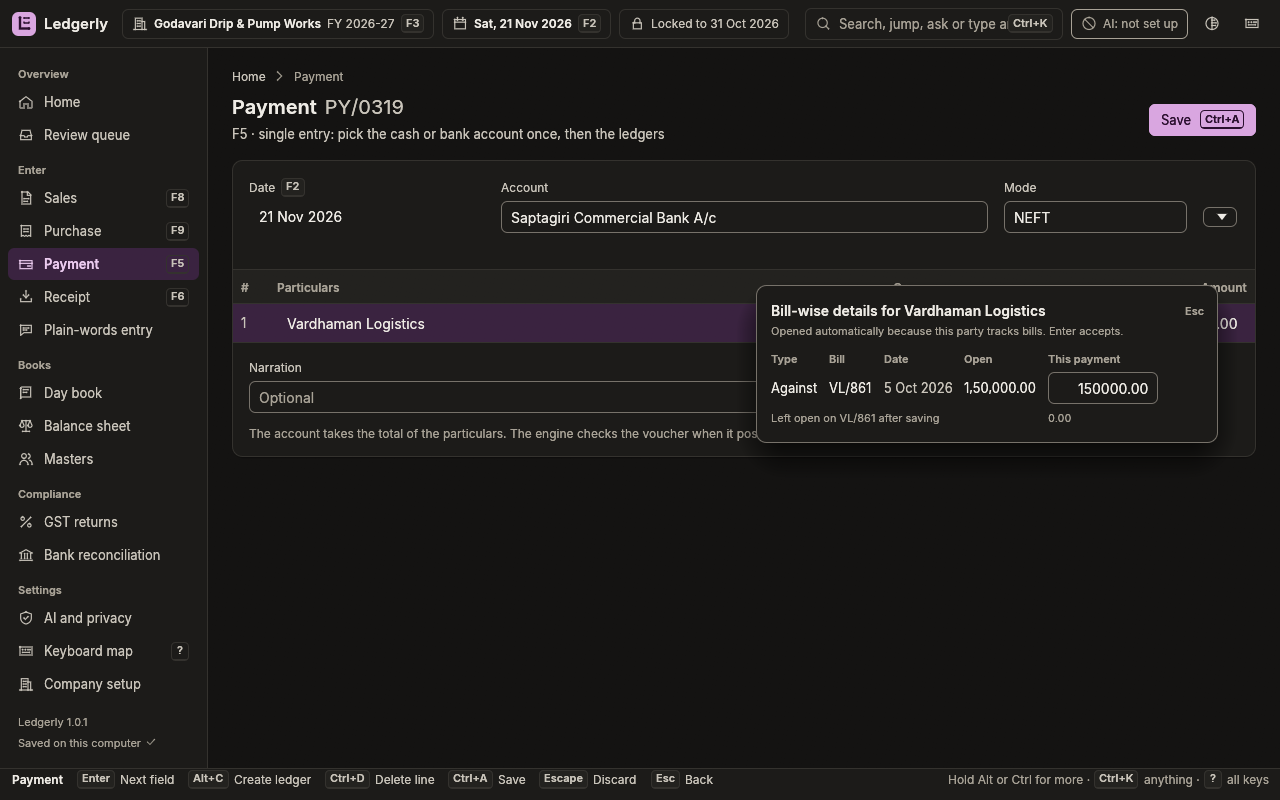 Ledgerly
Godavari Drip & Pump Works FY 2026-27 F3
Sat, 21 Nov 2026 F2
Locked to 31 Oct 2026
Search, jump, ask or type a Ctrl+K
AI: not set up
Overview
Home
Review queue
Enter
Sales F8
Purchase F9
Payment F5
Receipt F6
Plain-words entry
Books
Day book
Balance sheet
Masters
Compliance
GST returns
Bank reconciliation
Settings
AI and privacy
Keyboard map ?
Company setup
Ledgerly 1.0.1
Saved on this computer
Home Payment
Payment PY/0319
F5 · single entry: pick the cash or bank account once, then the ledgers
Save Ctrl+A
Date F2 Account Mode
21 Nov 2026 Saptagiri Commercial Bank A/c NEFT
# Particulars
1 Vardhaman Logistics .00
Narration
Optional
The account takes the total of the particulars. The engine checks the voucher when it
Bill-wise details for Vardhaman Logistics Esc
Opened automatically because this party tracks bills. Enter accepts.
Type Bill Date Open This payment
Against VL/861 5 Oct 2026 1,50,000.00 150000.00
Left open on VL/861 after saving 0.00
Payment Enter Next field Alt+C Create ledger Ctrl+D Delete line Ctrl+A Save Escape Discard Esc Back
Hold Alt or Ctrl for more · Ctrl+K anything · ? all keys